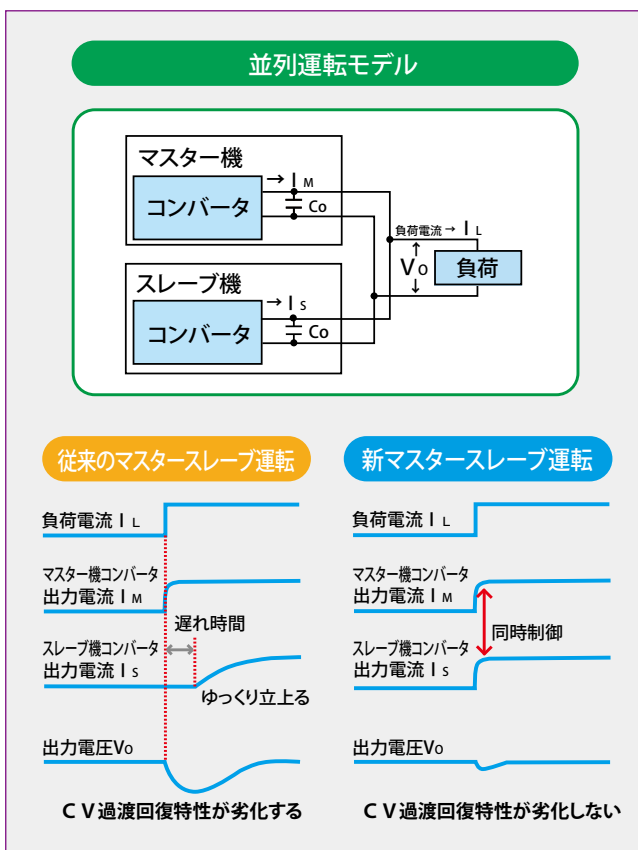 並列運転モデル
マスター機
コンバータ
→ I M
Co
負荷電流 → I L
Vo
負荷
スレーブ機
コンバータ
→ I S
Co
従来のマスタースレーブ運転
負荷電流 I L
マスター機コンバータ
出力電流 I M
遅れ時間
スレーブ機コンバータ
出力電流 I S
ゆっくり立上る
出力電圧Vo
ＣＶ過渡回復特性が劣化する
新マスタースレーブ運転
負荷電流 I L
マスター機コンバータ
出力電流 I M
同時制御
スレーブ機コンバータ
出力電流 I S
出力電圧Vo
ＣＶ過渡回復特性が劣化しない